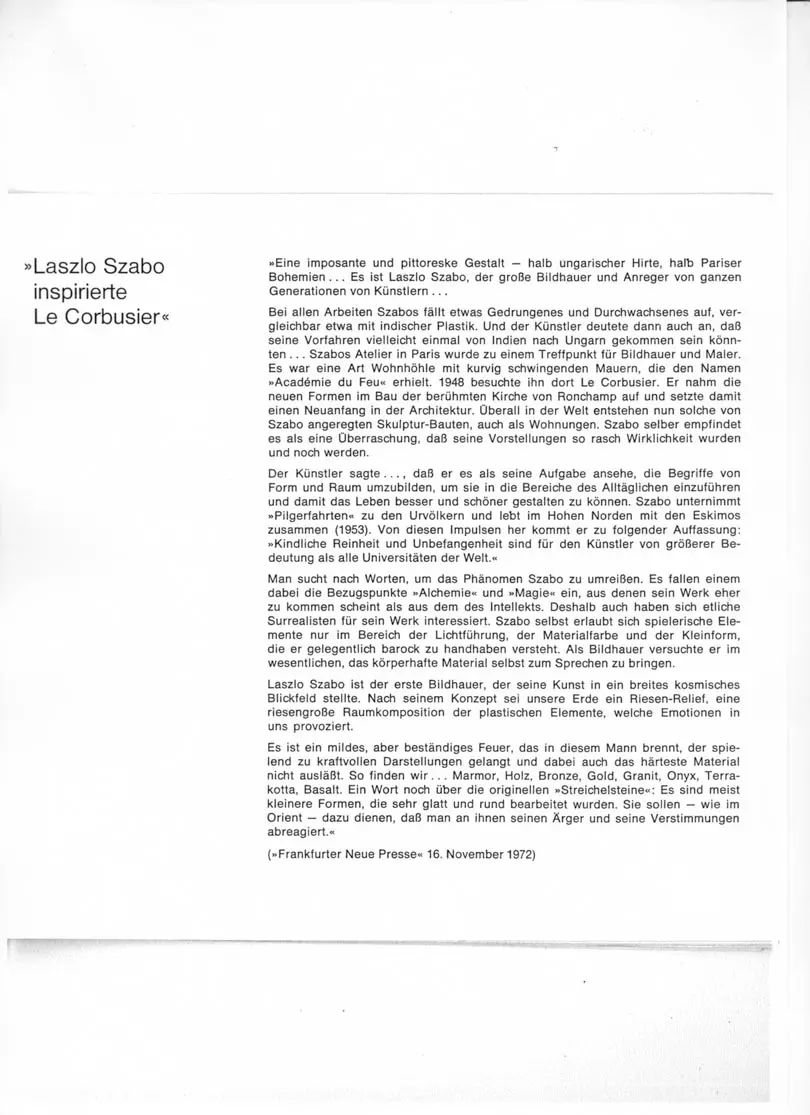 »Laszlo Szabo
inspirierte
Le Corbusier«
»Eine imposante und pittoreske Gestalt — halb ungarischer Hirte, halb Pariser
Bohemien ... Es ist Laszlo Szabo, der große Bildhauer und Anreger von ganzen
Generationen von Künstlern ...
Bei allen Arbeiten Szabos fällt etwas Gedrungenes und Durchwachsenes auf, ver-
gleichbar etwa mit indischer Plastik. Und der Künstler deutete dann auch an, daß
seine Vorfahren vielleicht einmal von Indien nach Ungarn gekommen sein könn-
ten ... Szabos Atelier in Paris wurde zu einem Treffpunkt für Bildhauer und Maler.
Es war eine Art Wohnhöhle mit kurvig schwingenden Mauern, die den Namen
»Académie du Feu« erhielt. 1948 besuchte ihn dort Le Corbusier. Er nahm die
neuen Formen im Bau der berühmten Kirche von Ronchamp auf und setzte damit
einen Neuanfang in der Architektur. Überall in der Welt entstehen nun solche von
Szabo angeregten Skulptur-Bauten, auch als Wohnungen. Szabo selber empfindet
es als eine Überraschung, daß seine Vorstellungen so rasch Wirklichkeit wurden
und noch werden.
Der Künstler sagte ..., daß er es als seine Aufgabe ansehe, die Begriffe von
Form und Raum umzubilden, um sie in die Bereiche des Alltäglichen einzuführen
und damit das Leben besser und schöner gestalten zu können. Szabo unternimmt
»Pilgerfahrten« zu den Urvölkern und lebt im Hohen Norden mit den Eskimos
zusammen (1953). Von diesen Impulsen her kommt er zu folgender Auffassung:
»Kindliche Reinheit und Unbefangenheit sind für den Künstler von größerer Be-
deutung als alle Universitäten der Welt.«
Man sucht nach Worten, um das Phänomen Szabo zu umreißen. Es fallen einem
dabei die Bezugspunkte »Alchemie« und »Magie« ein, aus denen sein Werk eher
zu kommen scheint als aus dem des Intellekts. Deshalb auch haben sich etliche
Surrealisten für sein Werk interessiert. Szabo selbst erlaubt sich spielerische Ele-
mente nur im Bereich der Lichtführung, der Materialfarbe und der Kleinform,
die er gelegentlich barock zu handhaben versteht. Als Bildhauer versuchte er im
wesentlichen, das körperhafte Material selbst zum Sprechen zu bringen.
Laszlo Szabo ist der erste Bildhauer, der seine Kunst in ein breites kosmisches
Blickfeld stellte. Nach seinem Konzept sei unsere Erde ein Riesen-Relief, eine
riesengroße Raumkomposition der plastischen Elemente, welche Emotionen in
uns provoziert.
Es ist ein mildes, aber beständiges Feuer, das in diesem Mann brennt, der spie-
lend zu kraftvollen Darstellungen gelangt und dabei auch das härteste Material
nicht ausläßt. So finden wir ... Marmor, Holz, Bronze, Gold, Granit, Onyx, Terra-
kotta, Basalt. Ein Wort noch über die originellen »Streichelsteine«: Es sind meist
kleinere Formen, die sehr glatt und rund bearbeitet wurden. Sie sollen — wie im
Orient — dazu dienen, daß man an ihnen seinen Ärger und seine Verstimmungen
abreagiert.«
(»Frankfurter Neue Presse« 16. November 1972)